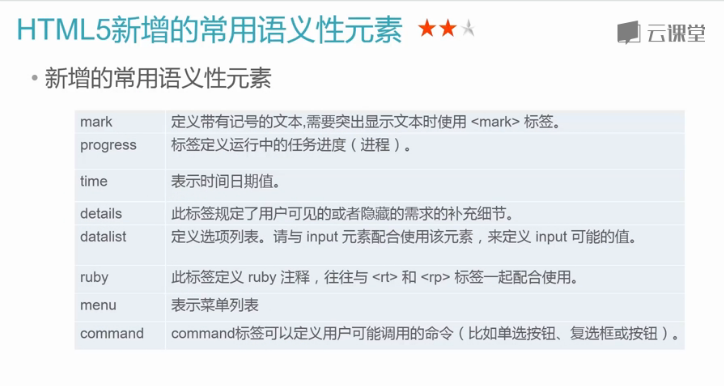 HTML5新增的常用语义性元素
云课堂
• 新增的常用语义性元素
mark 定义带有记号的文本,需要突出显示文本时使用 <mark> 标签。
progress 标签定义运行中的任务进度（进程）。
time 表示时间日期值。
details 此标签规定了用户可见的或者隐藏的需求的补充细节。
datalist 定义选项列表。请与 input 元素配合使用该元素，来定义 input 可能的值。
ruby 此标签定义 ruby 注释，往往与 <rt> 和 <rp> 标签一起配合使用。
menu 表示菜单列表
command command标签可以定义用户可能调用的命令（比如单选按钮、复选框或按钮）。